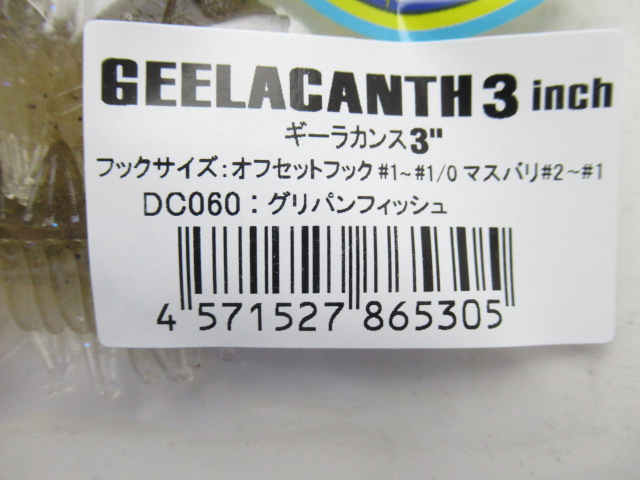 GEELACANTH 3 inch
ギーラカンス3"
フックサイズ:オフセットフック #1~#1/0 マスバリ#2~#1
DC060:グリパンフィッシュ
4 571527 865305